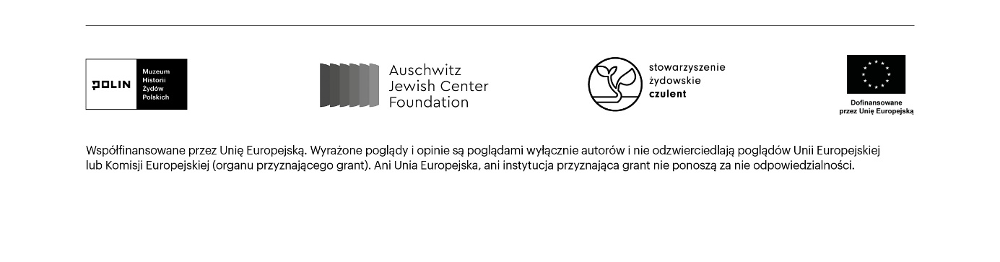 POLIN
Muzeum
Historii
Żydów
Polskich
Auschwitz
Jewish Center
Foundation
stowarzyszenie
żydowskie
czulent
Dofinansowane
przez Unię Europejską
Współfinansowane przez Unię Europejską. Wyrażone poglądy i opinie są poglądami wyłącznie autorów i nie odzwierciedlają poglądów Unii Europejskiej
lub Komisji Europejskiej (organu przyznającego grant). Ani Unia Europejska, ani instytucja przyznająca grant nie ponoszą za nie odpowiedzialności.